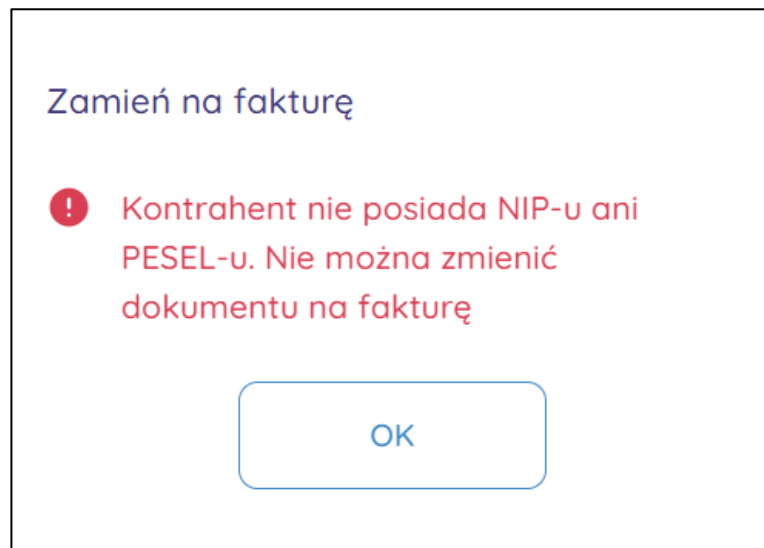 Zamień na fakturę
Kontrahent nie posiada NIP-u ani
PESEL-u. Nie można zmienić
dokumentu na fakturę
OK